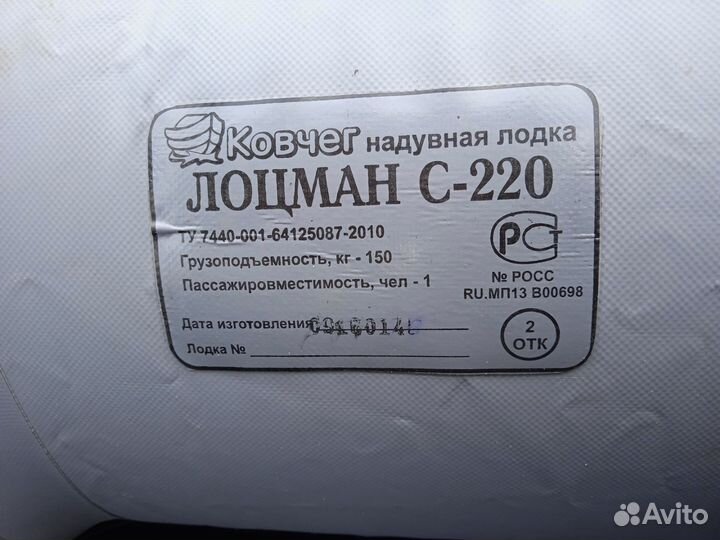 Ковчег надувная лодка
ЛОЦМАН С-220
ТУ 7440-001-64125087-2010
Грузоподъемность, кг - 150
Пассажировместимость, чел - 1
РСТ
№ РОСС
RU.МП13 В00698
Дата изготовления
Лодка №
2
ОТК
Avito